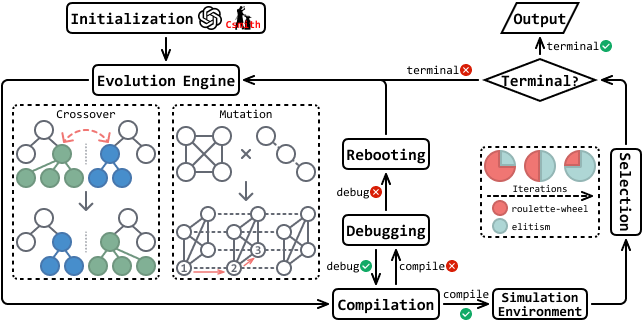 Initialization
Csmith
Output
terminal
Evolution Engine
terminal
Terminal?
Crossover
Mutation
1
2
3
Rebooting
debug
Debugging
debug
compile
Iterations
roulette-wheel
elitism
Selection
Compilation
compile
Simulation
Environment